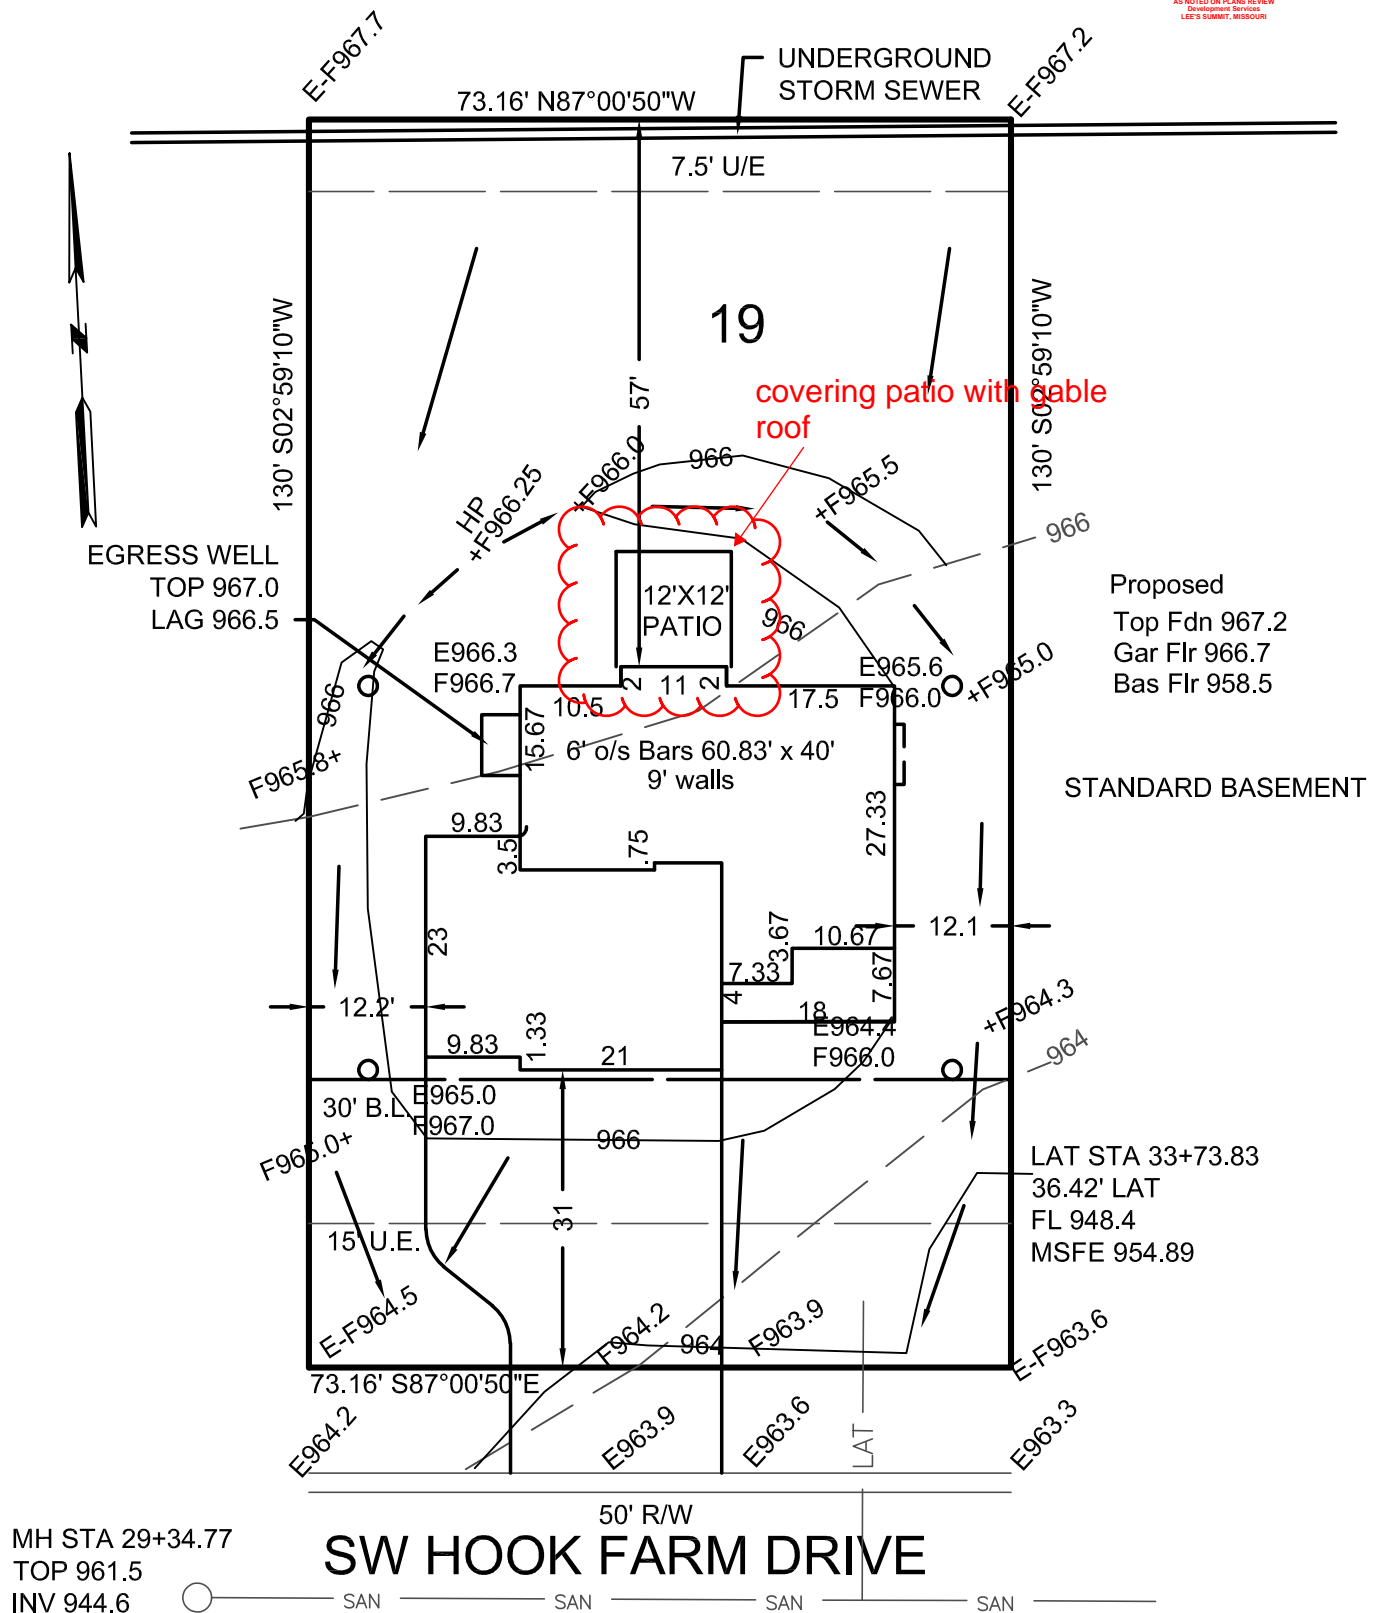 AS NOTED ON PLANS REVIEW
Development Services
LEE'S SUMMIT, MISSOURI
E-F967.7
UNDERGROUND
STORM SEWER
E-F967.2
73.16' N87°00'50"W
7.5' U/E
N
19
130' S02°59'10"W
130' S02°59'10"W
57'
covering patio with gable
roof
966
+F966.0
HP
+F966.25
+F965.5
966
EGRESS WELL
TOP 967.0
LAG 966.5
12'X12'
PATIO
966
Proposed
Top Fdn 967.2
Gar Flr 966.7
Bas Flr 958.5
E966.3
F966.7
E965.6
F966.0
+F965.0
2
11
2
10.5
17.5
966
15.67
6' o/s Bars 60.83' x 40'
9' walls
F965.8+
STANDARD BASEMENT
9.83
3.5
.75
27.33
23
3.67
10.67
12.1
7.33
4
7.67
12.2'
18
E964.4
F966.0
+F964.3
964
9.83
1.33
21
30' B.L.
E965.0
F967.0
F965.0+
966
LAT STA 33+73.83
36.42' LAT
FL 948.4
MSFE 954.89
31
15' U.E.
E-F964.5
F964.2
964
F963.9
E-F963.6
73.16' S87°00'50"E
E964.2
E963.9
E963.6
LAT
E963.3
50' R/W
SW HOOK FARM DRIVE
MH STA 29+34.77
TOP 961.5
INV 944.6
SAN
SAN
SAN
SAN